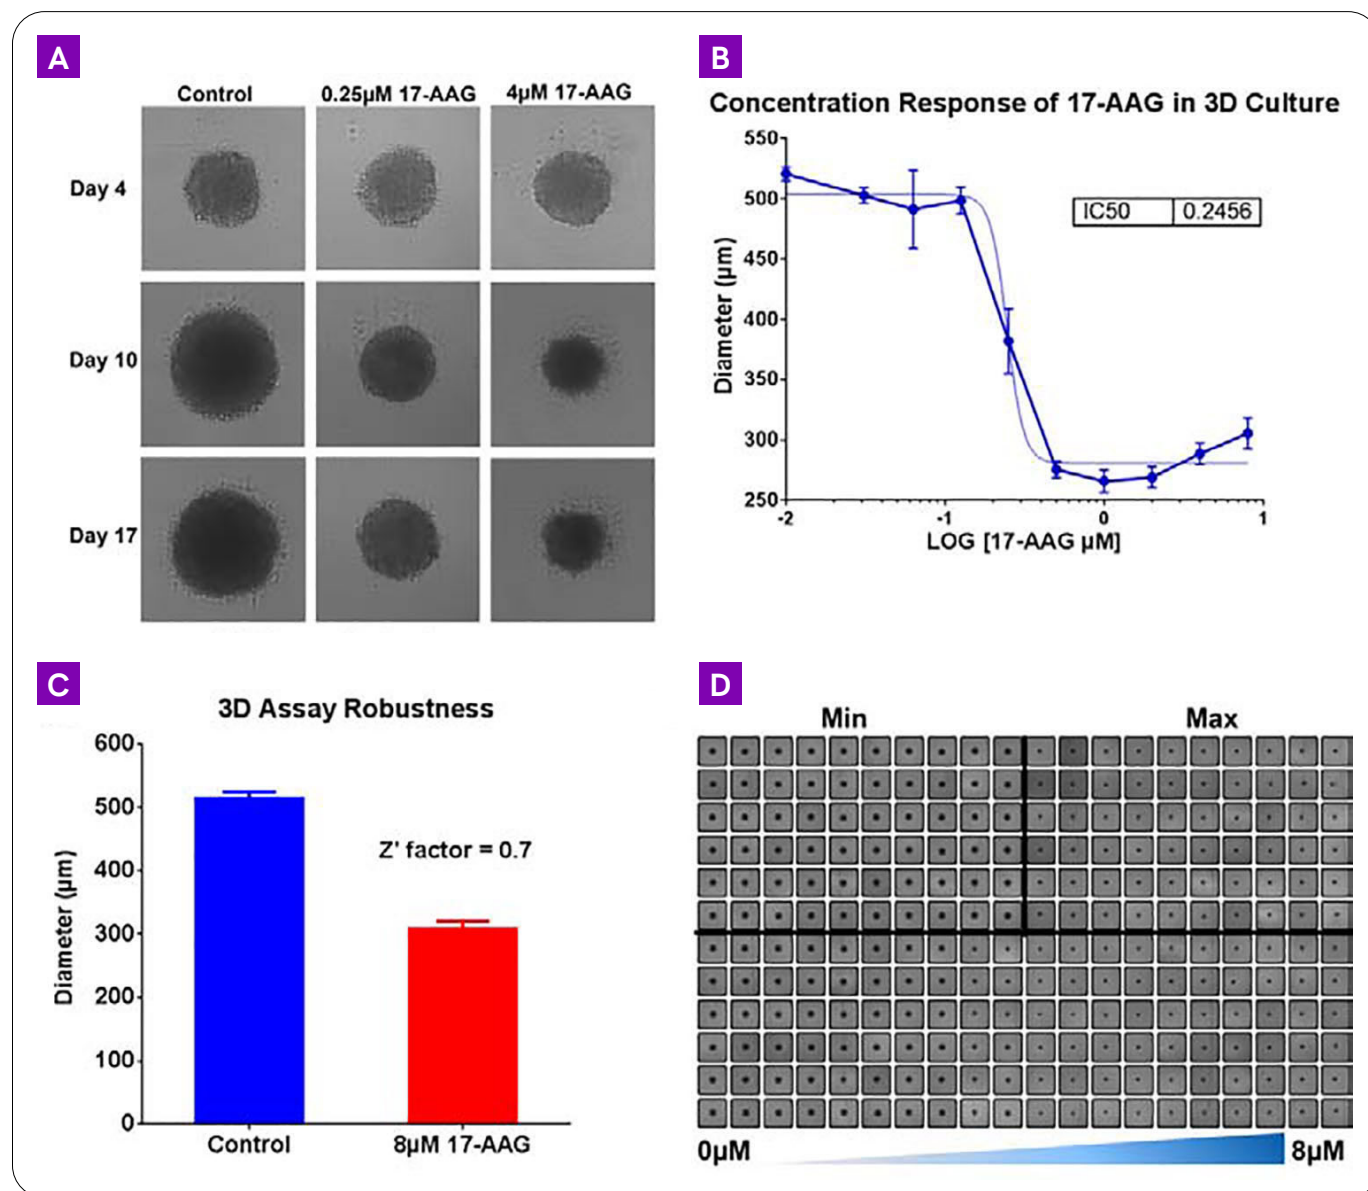 A
Control
0.25µM 17-AAG
4µM 17-AAG
Day 4
Day 10
Day 17
B
Concentration Response of 17-AAG in 3D Culture
550
500
450
400
350
300
250
Diameter (µm)
IC50 0.2456
-2 -1 0 1
LOG [17-AAG µM]
C
3D Assay Robustness
600
500
400
300
200
100
0
Diameter (µm)
Z' factor = 0.7
Control
8µM 17-AAG
D
Min
Max
0µM
8µM